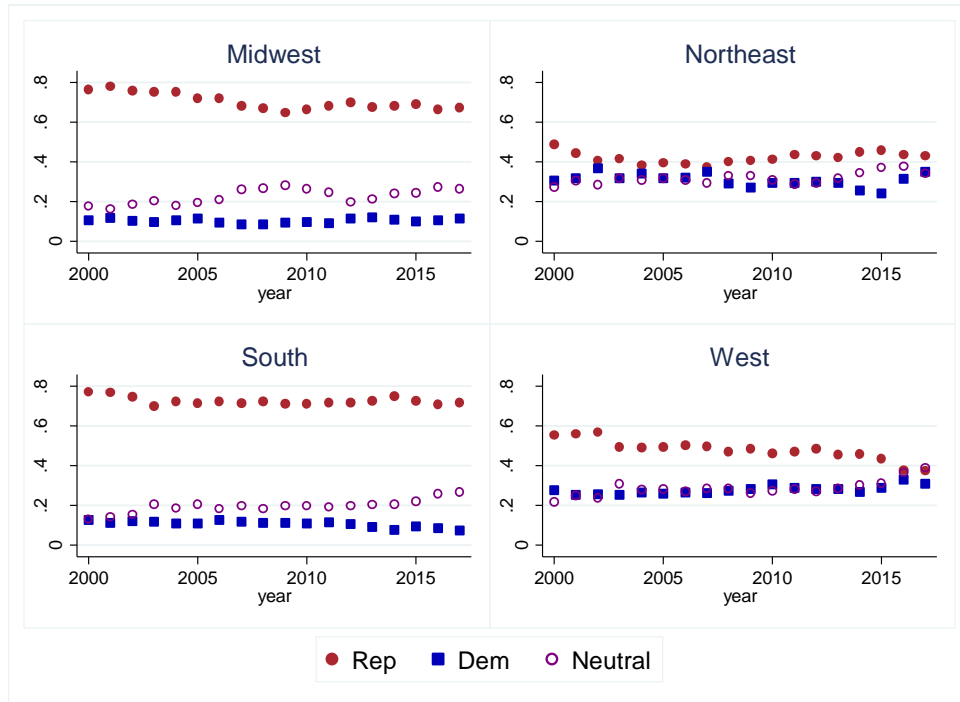 Midwest
Northeast
0 .2 .4 .6 .8
0 .2 .4 .6 .8
2000 2005 2010 2015
2000 2005 2010 2015
year
year
South
West
0 .2 .4 .6 .8
0 .2 .4 .6 .8
2000 2005 2010 2015
2000 2005 2010 2015
year
year
Rep Dem Neutral